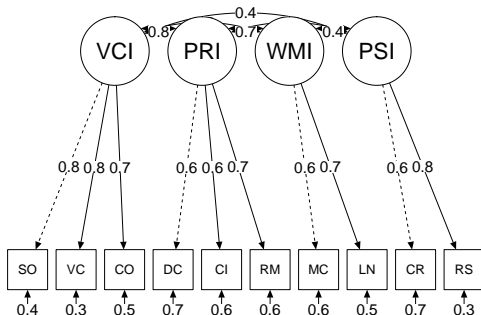 0.4
0.8 0.7 0.4
VCI PRI WMI PSI
0.8 0.8 0.7 0.6 0.6 0.7 0.6 0.7 0.6 0.8
SO VC CO DC CI RM MC LN CR RS
0.4 0.3 0.5 0.7 0.6 0.6 0.6 0.5 0.7 0.3